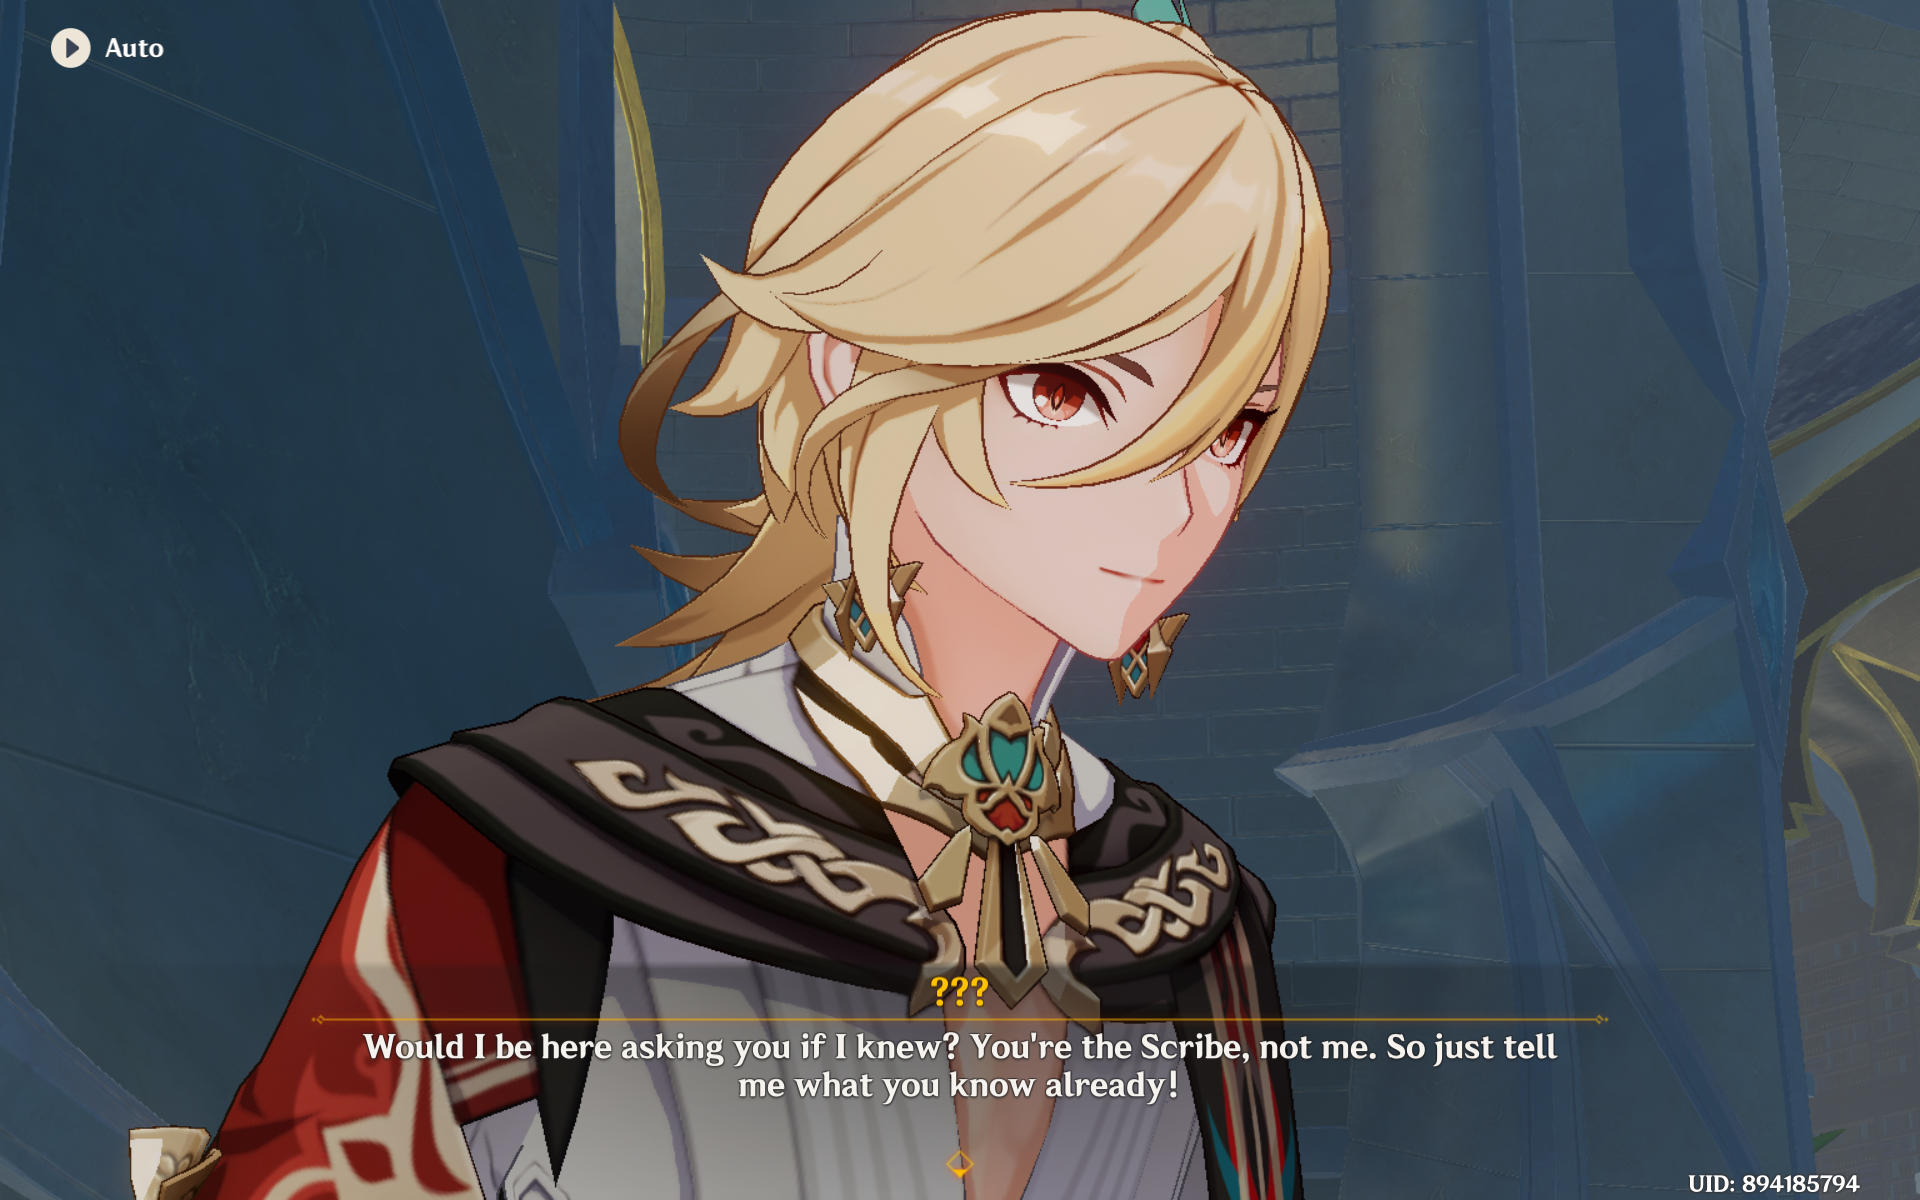 Auto
???
Would I be here asking you if I knew? You're the Scribe, not me. So just tell
me what you know already!
UID: 894185794